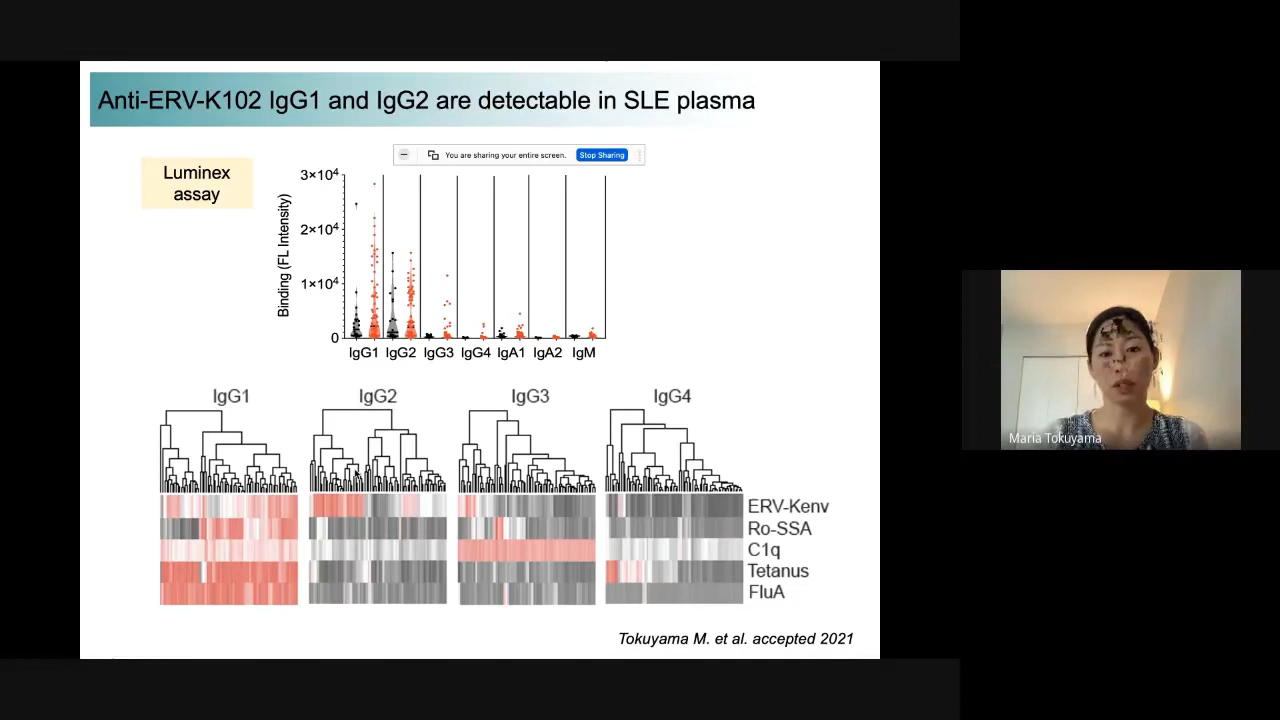 Anti-ERV-K102 IgG1 and IgG2 are detectable in SLE plasma
You are sharing your entire screen. Stop Sharing
Luminex
assay
Binding (FL Intensity)
3×10⁴
2×10⁴
1×10⁴
0
IgG1 IgG2 IgG3 IgG4 IgA1 IgA2 IgM
IgG1 IgG2 IgG3 IgG4
ERV-Kenv
Ro-SSA
C1q
Tetanus
FluA
Tokuyama M. et al. accepted 2021
Maria Tokuyama